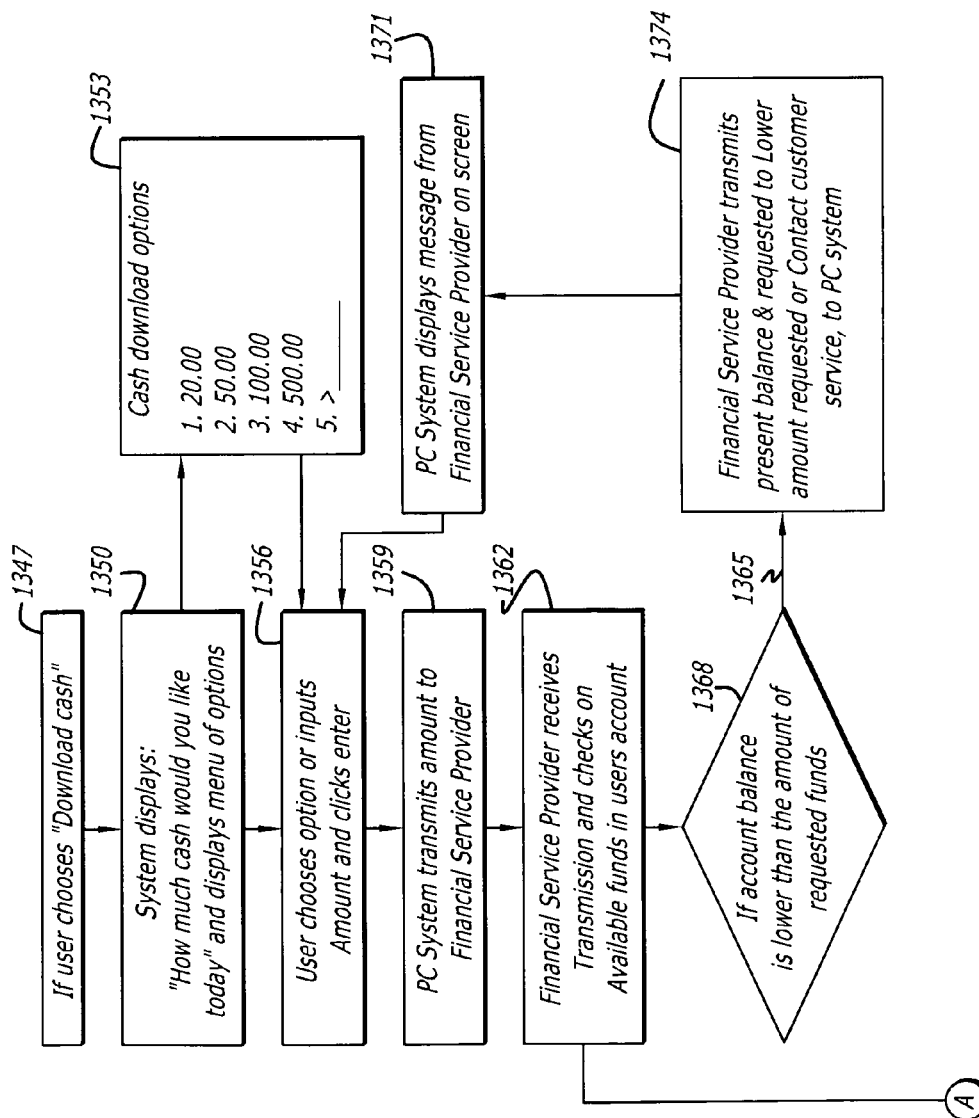 1347
If user chooses "Download cash"
1350
System displays:
"How much cash would you like
today" and displays menu of options
1353
Cash download options
1. 20.00
2. 50.00
3. 100.00
4. 500.00
5. >
1356
User chooses option or inputs
Amount and clicks enter
1359
PC System transmits amount to
Financial Service Provider
1362
Financial Service Provider receives
Transmission and checks on
Available funds in users account
1368
If account balance
is lower than the amount of
requested funds
1365
1371
PC System displays message from
Financial Service Provider on screen
1374
Financial Service Provider transmits
present balance & requested to Lower
amount requested or Contact customer
service, to PC system
A